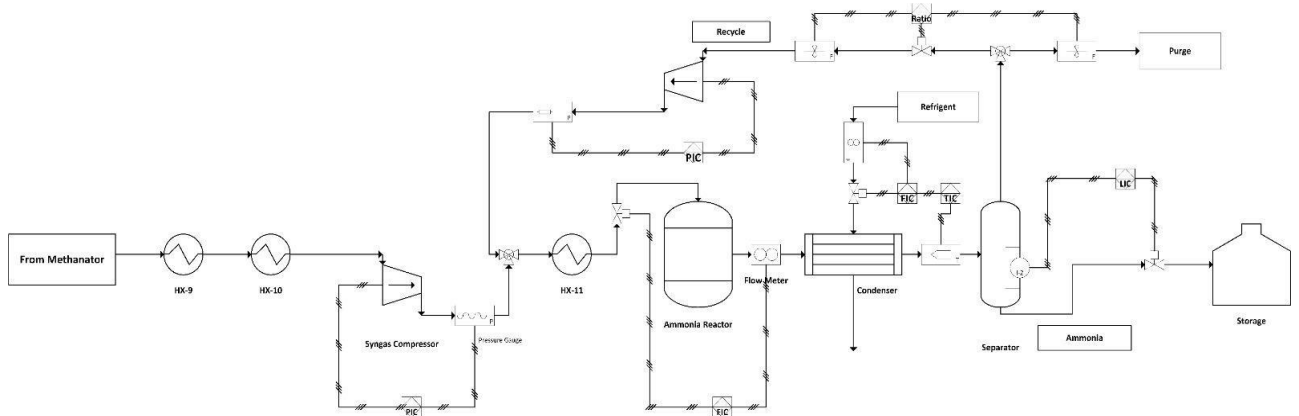 Ratio
Recycle
F
F
Purge
Refrigent
P
PIC
LIC
FIC
TIC
From Methanator
HX-9
HX-10
HX-11
Flow Meter
Condenser
Ammonia Reactor
P
Pressure Gauge
Syngas Compressor
Separator
Ammonia
Storage
PIC
FIC